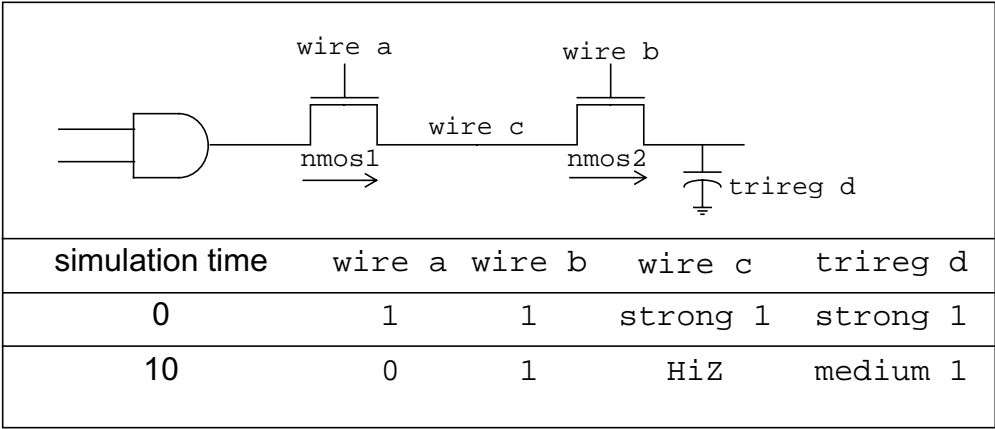 wire a
wire b
wire c
nmos1
nmos2
trireg d
simulation time wire a wire b wire c trireg d
0 1 1 strong 1 strong 1
10 0 1 HiZ medium 1